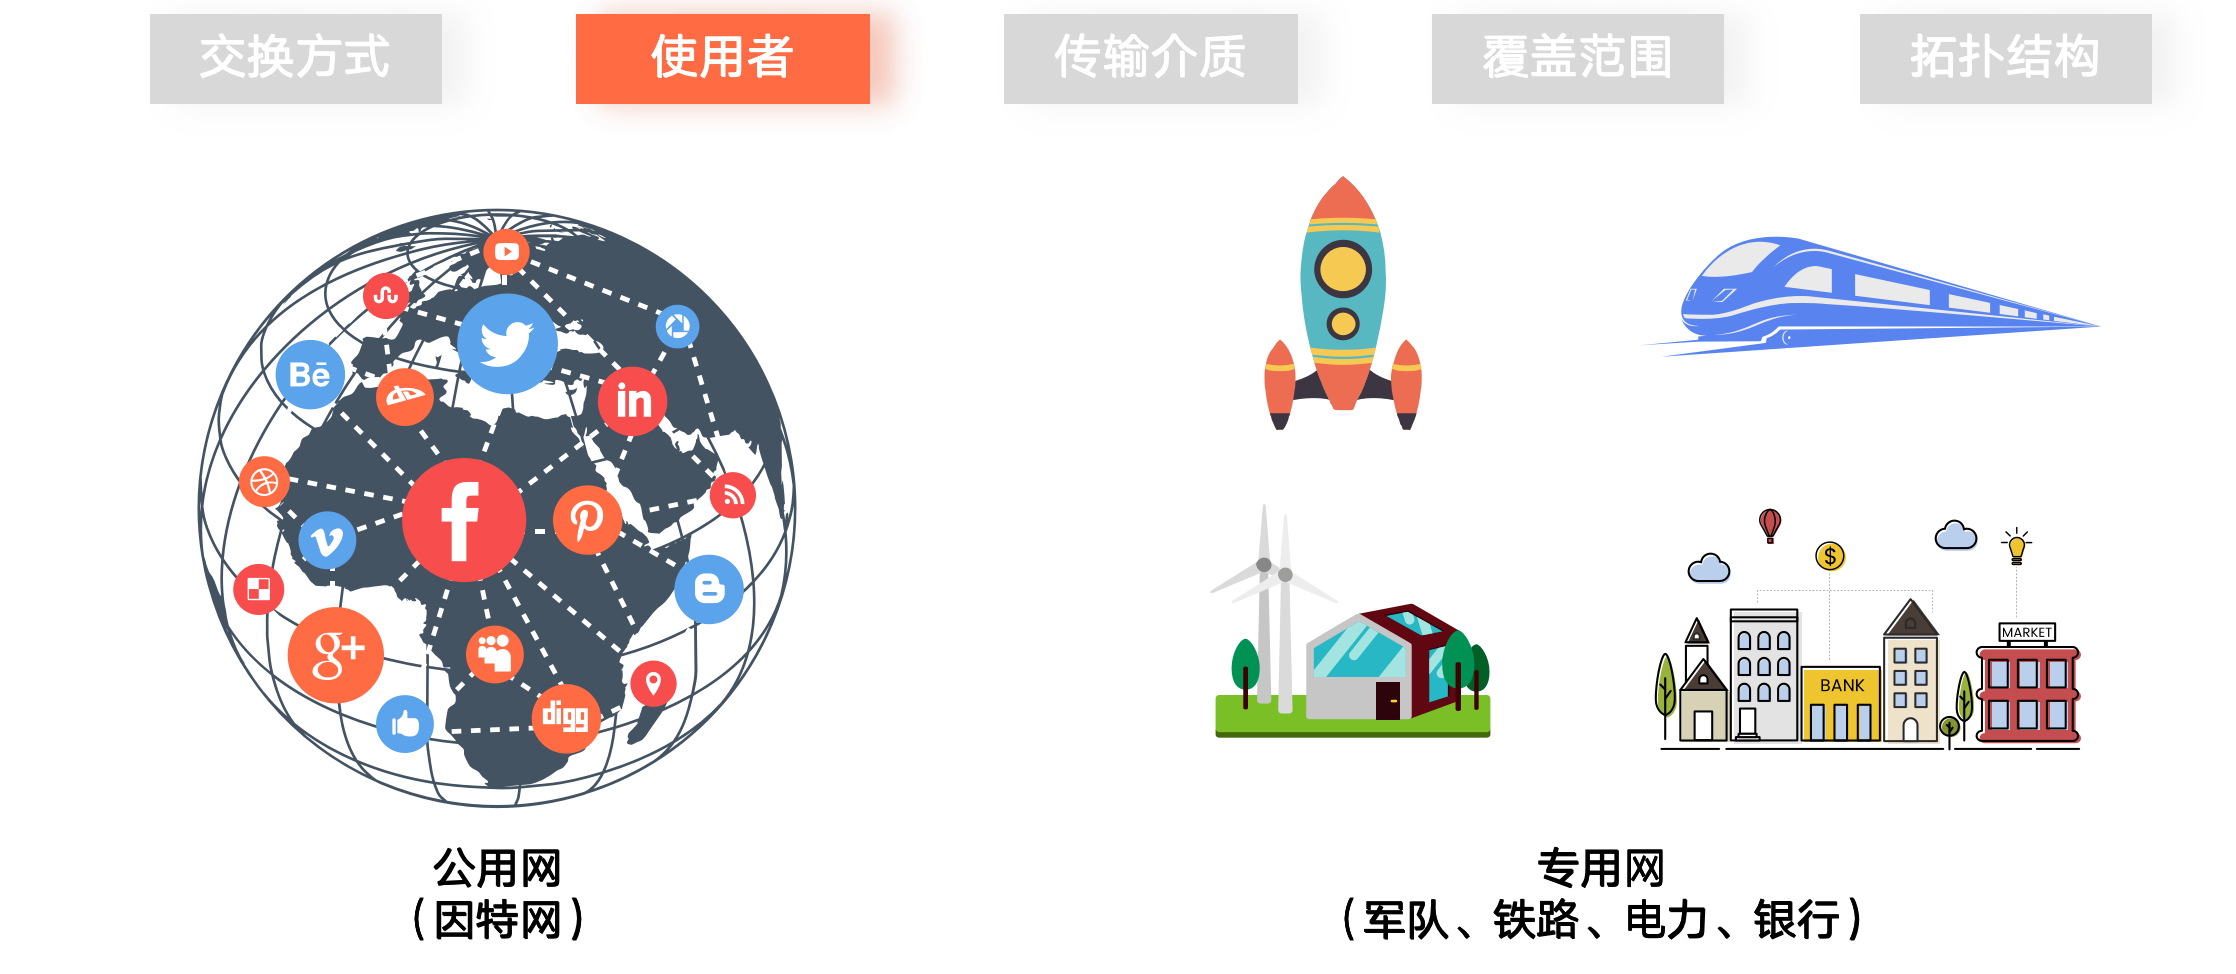 交换方式
使用者
传输介质
覆盖范围
拓扑结构
Bē
in
f
g+
digg
$
MARKET
BANK
公用网
（因特网）
专用网
（军队、铁路、电力、银行）